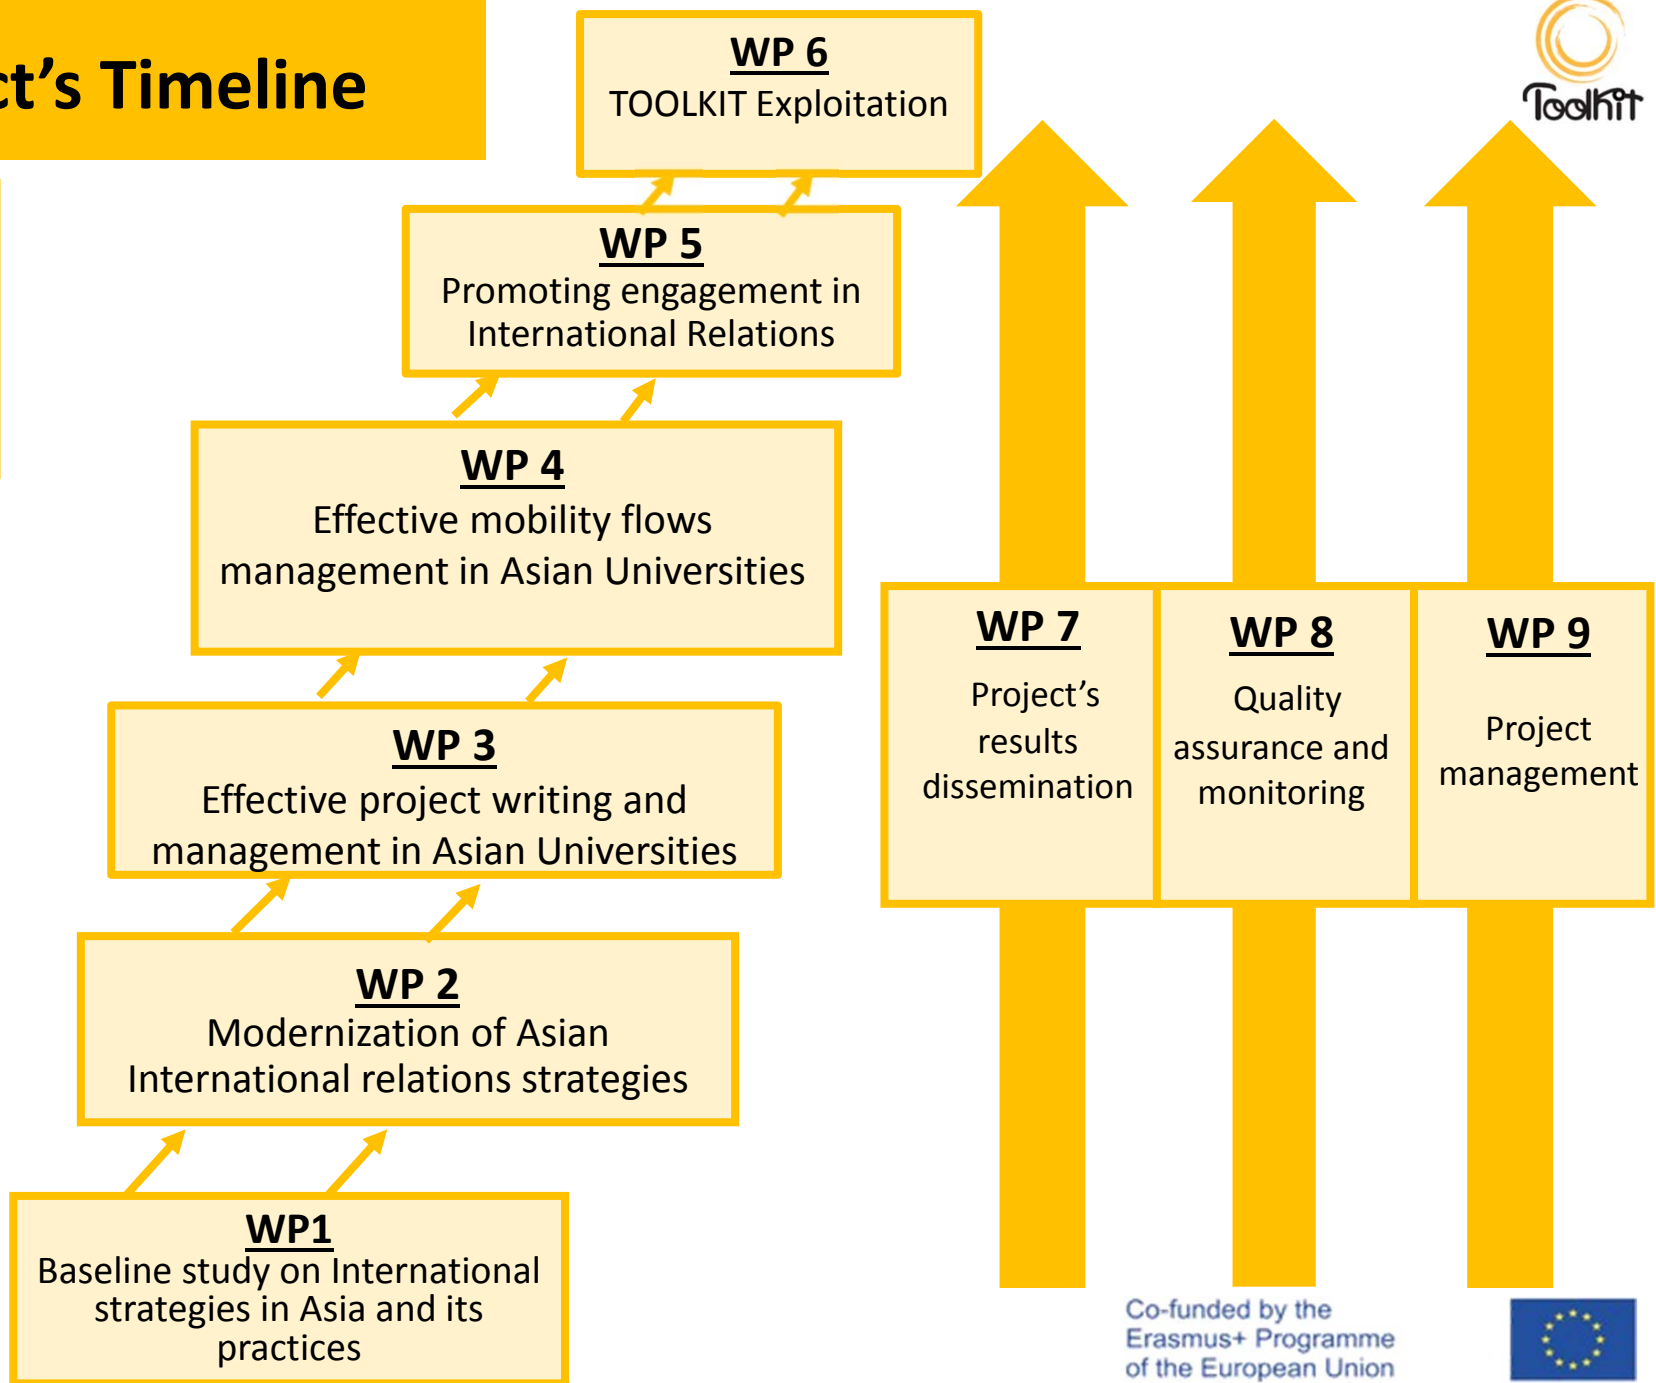 ct’s Timeline
Toolkit
WP 6
TOOLKIT Exploitation
WP 5
Promoting engagement in
International Relations
WP 4
Effective mobility flows
management in Asian Universities
WP 3
Effective project writing and
management in Asian Universities
WP 2
Modernization of Asian
International relations strategies
WP1
Baseline study on International
strategies in Asia and its
practices
WP 7
Project’s
results
dissemination
WP 8
Quality
assurance and
monitoring
WP 9
Project
management
Co-funded by the
Erasmus+ Programme
of the European Union